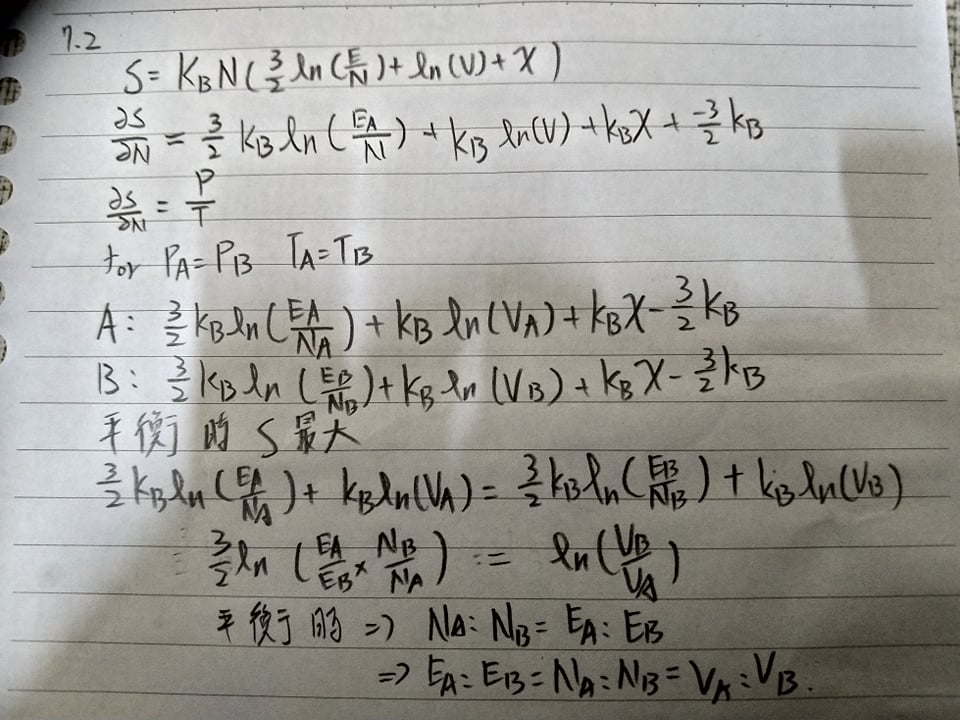 7.2
S = K_B N ( 3/2 ln ( E/N ) + ln (V) + X )
∂S/∂N = 3/2 k_B ln ( E_A/N ) + k_B ln(V) + k_B X + -3/2 k_B
∂S/∂N = P/T
for P_A = P_B T_A = T_B
A: 3/2 k_B ln ( E_A/N_A ) + k_B ln (V_A) + k_B X - 3/2 k_B
B: 3/2 k_B ln ( E_B/N_B ) + k_B ln (V_B) + k_B X - 3/2 k_B
平衡時 S 最大
3/2 k_B ln ( E_A/N_A ) + k_B ln(V_A) = 3/2 k_B ln ( E_B/N_B ) + k_B ln(V_B)
3/2 ln ( E_A/E_B × N_B/N_A ) = ln ( V_B/V_A )
平衡時 => N_A : N_B = E_A : E_B
=> E_A : E_B = N_A : N_B = V_A : V_B .